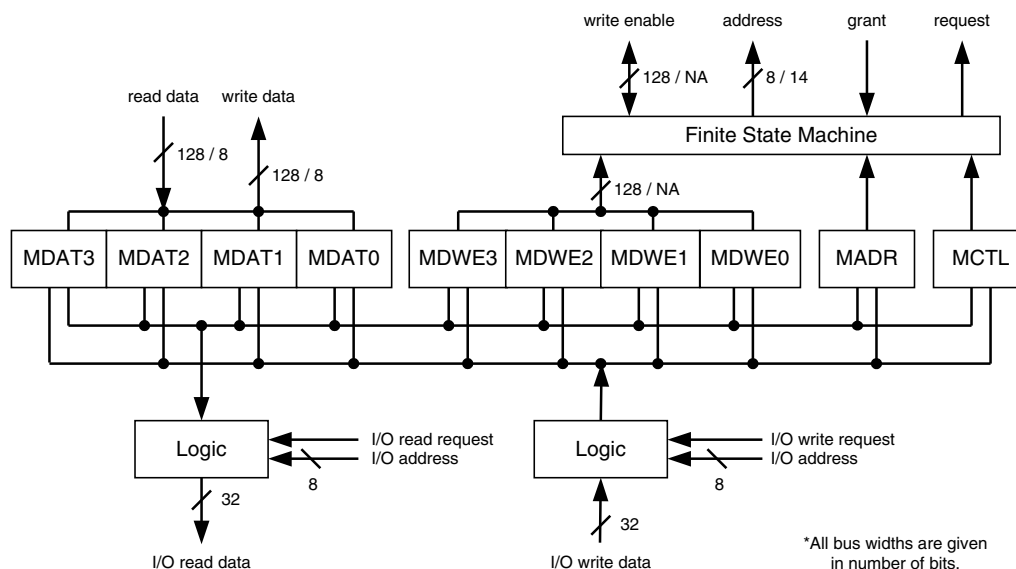 write enable
address
grant
request
128 / NA
8 / 14
read data
write data
Finite State Machine
128 / 8
128 / 8
128 / NA
MDAT3
MDAT2
MDAT1
MDAT0
MDWE3
MDWE2
MDWE1
MDWE0
MADR
MCTL
Logic
I/O read request
I/O address
8
32
I/O read data
Logic
I/O write request
I/O address
8
32
I/O write data
*All bus widths are given
in number of bits.